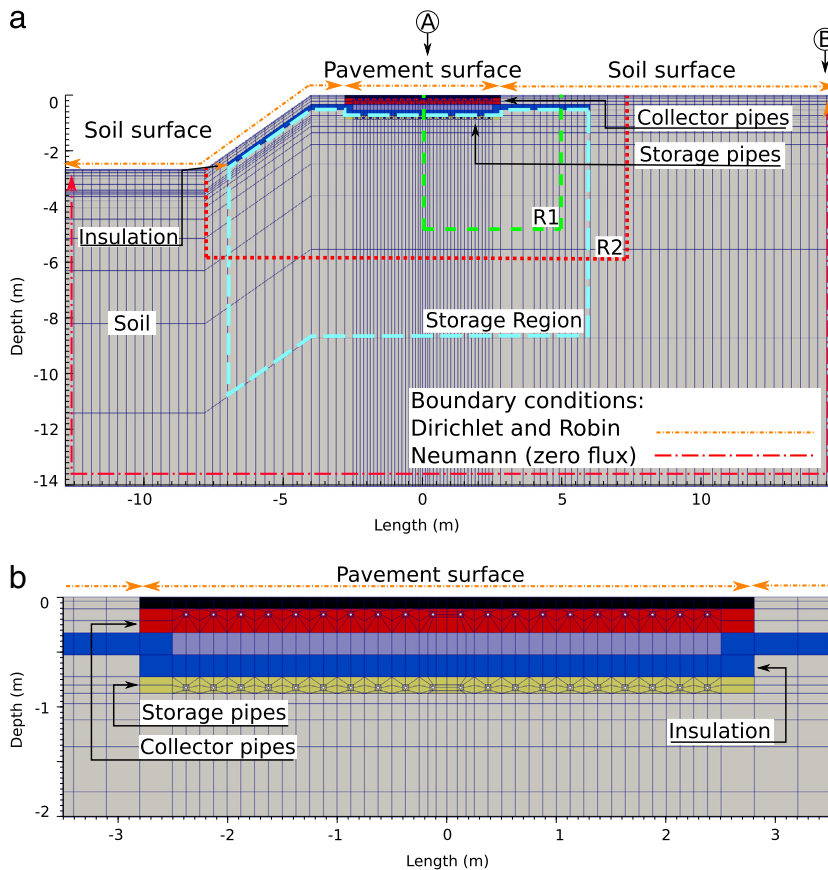 a
A
B
Pavement surface
Soil surface
Soil surface
Collector pipes
Storage pipes
Insulation
R1
R2
Soil
Storage Region
Boundary conditions:
Dirichlet and Robin
Neumann (zero flux)
0
-2
-4
-6
-8
-10
-12
-14
Depth (m)
-10
-5
0
5
10
Length (m)
b
Pavement surface
0
-1
-2
Depth (m)
Storage pipes
Collector pipes
Insulation
-3
-2
-1
0
1
2
3
Length (m)